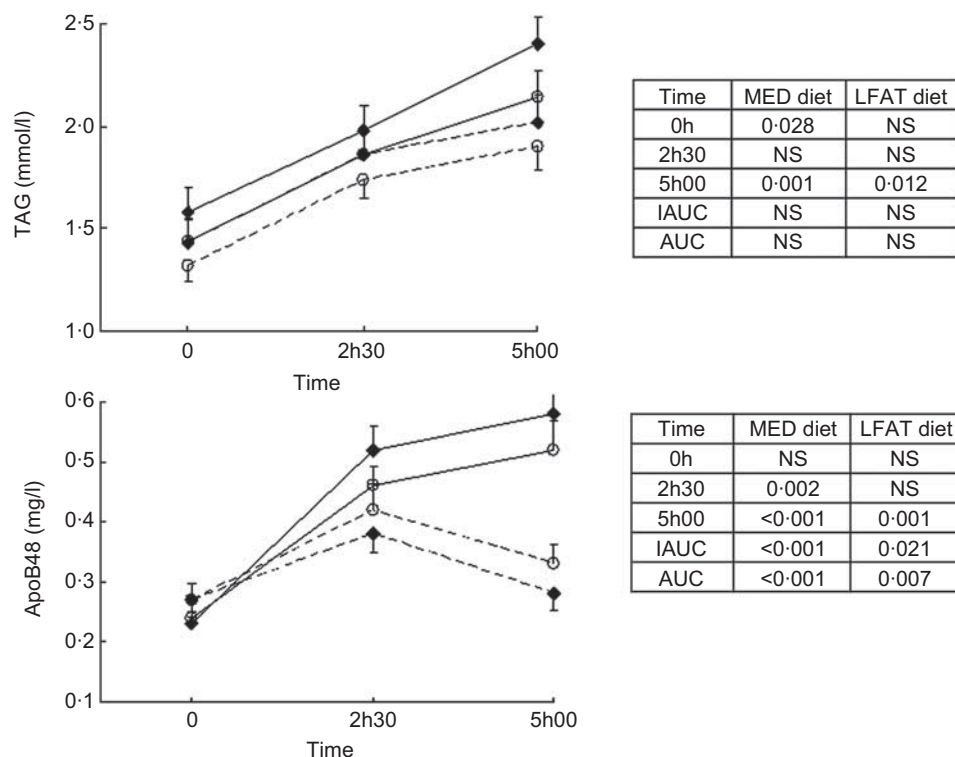 2·5
2·0
1·5
1·0
TAG (mmol/l)
0 2h30 5h00
Time
Time MED diet LFAT diet
0h 0·028 NS
2h30 NS NS
5h00 0·001 0·012
IAUC NS NS
AUC NS NS
0·6
0·5
0·4
0·3
0·2
0·1
ApoB48 (mg/l)
0 2h30 5h00
Time
Time MED diet LFAT diet
0h NS NS
2h30 0·002 NS
5h00 <0·001 0·001
IAUC <0·001 0·021
AUC <0·001 0·007